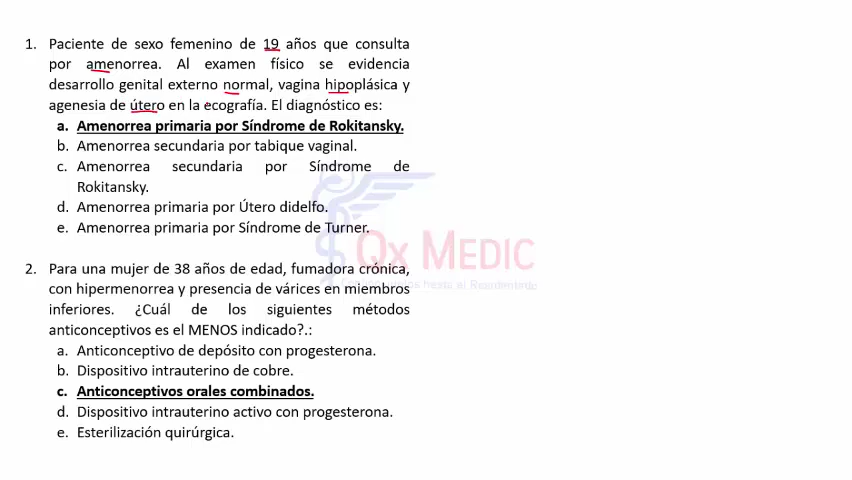 1. Paciente de sexo femenino de 19 años que consulta
por amenorrea. Al examen físico se evidencia
desarrollo genital externo normal, vagina hipoplásica y
agenesia de útero en la ecografía. El diagnóstico es:
a. Amenorrea primaria por Síndrome de Rokitansky.
b. Amenorrea secundaria por tabique vaginal.
c. Amenorrea secundaria por Síndrome de
Rokitansky.
d. Amenorrea primaria por Útero didelfo.
e. Amenorrea primaria por Síndrome de Turner.
Qx MEDIC
2. Para una mujer de 38 años de edad, fumadora crónica,
con hipermenorrea y presencia de várices en miembros
inferiores. ¿Cuál de los siguientes métodos
anticonceptivos es el MENOS indicado?.:
a. Anticonceptivo de depósito con progesterona.
b. Dispositivo intrauterino de cobre.
c. Anticonceptivos orales combinados.
d. Dispositivo intrauterino activo con progesterona.
e. Esterilización quirúrgica.